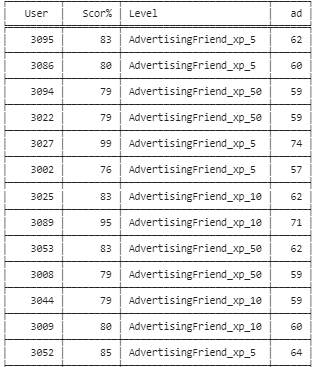 User Scor% Level ad
3095 83 AdvertisingFriend_xp_5 62
3086 80 AdvertisingFriend_xp_5 60
3094 79 AdvertisingFriend_xp_50 59
3022 79 AdvertisingFriend_xp_50 59
3027 99 AdvertisingFriend_xp_5 74
3002 76 AdvertisingFriend_xp_5 57
3025 83 AdvertisingFriend_xp_10 62
3089 95 AdvertisingFriend_xp_10 71
3053 83 AdvertisingFriend_xp_50 62
3008 79 AdvertisingFriend_xp_50 59
3044 79 AdvertisingFriend_xp_10 59
3009 80 AdvertisingFriend_xp_10 60
3052 85 AdvertisingFriend_xp_5 64